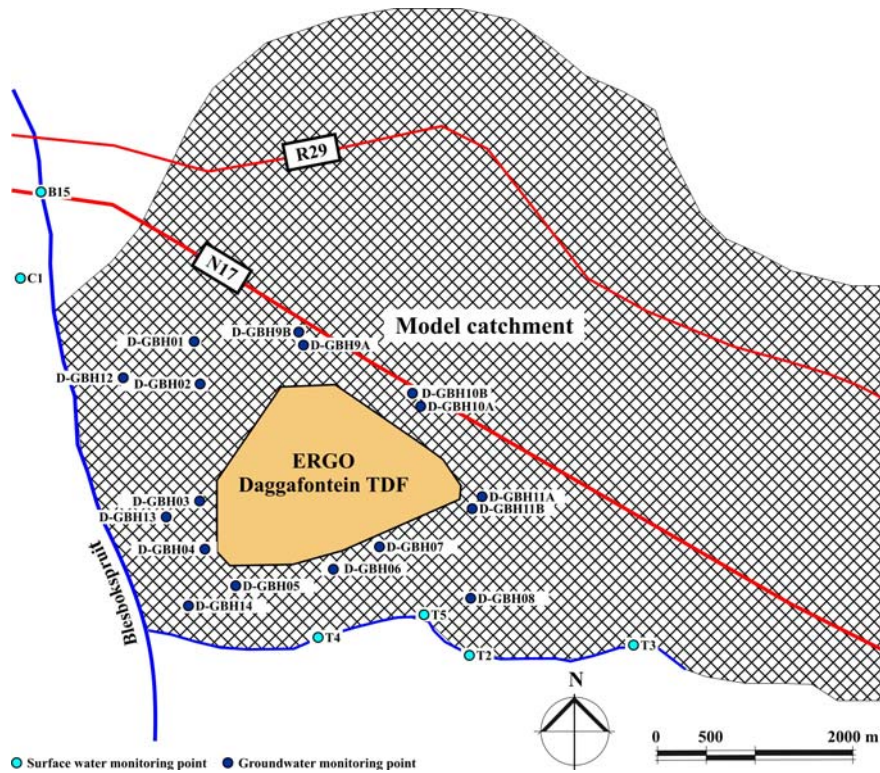 R29
B15
N17
C1
Model catchment
D-GBH01
D-GBH9B
D-GBH9A
D-GBH12
D-GBH02
D-GBH10B
D-GBH10A
ERGO
Daggafontein TDF
D-GBH03
D-GBH11A
D-GBH13
D-GBH11B
D-GBH04
D-GBH07
D-GBH06
D-GBH05
D-GBH14
D-GBH08
Blesbokspruit
T5
T4
T2
T3
N
0 500 2000 m
Surface water monitoring point Groundwater monitoring point